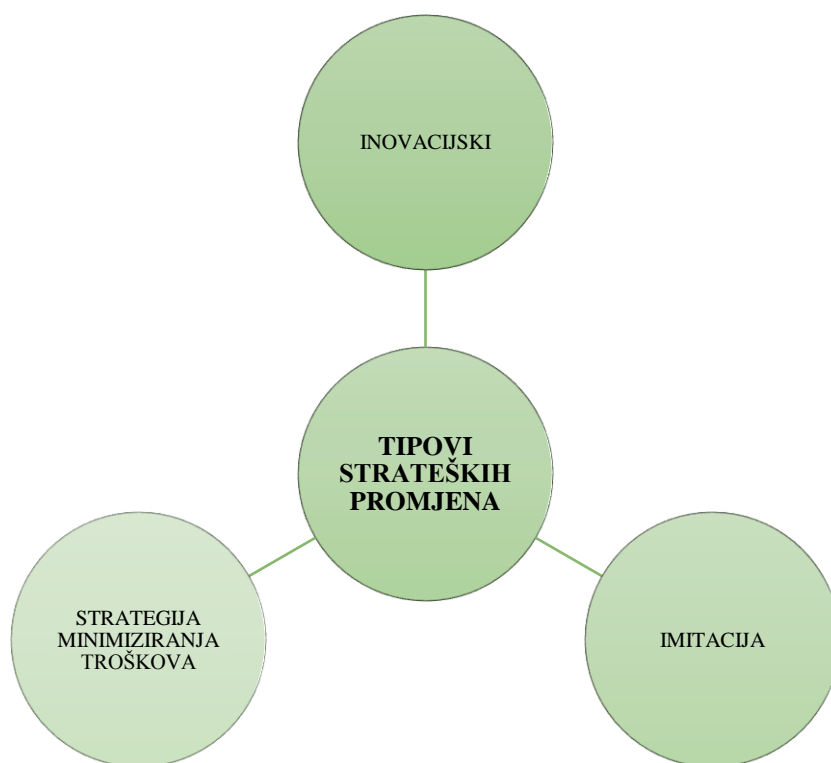 INOVACIJSKI
TIPOVI
STRATEŠKIH
PROMJENA
STRATEGIJA
MINIMIZIRANJA
TROŠKOVA
IMITACIJA